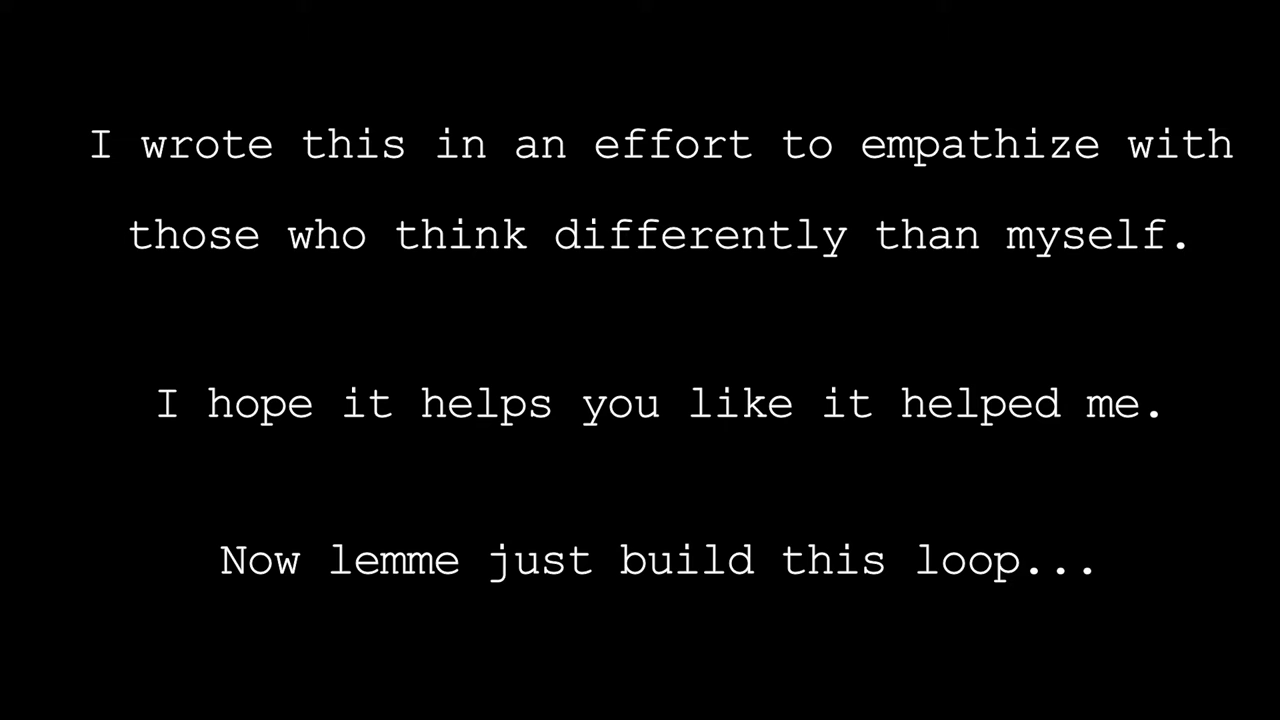 I wrote this in an effort to empathize with
those who think differently than myself.
I hope it helps you like it helped me.
Now lemme just build this loop...